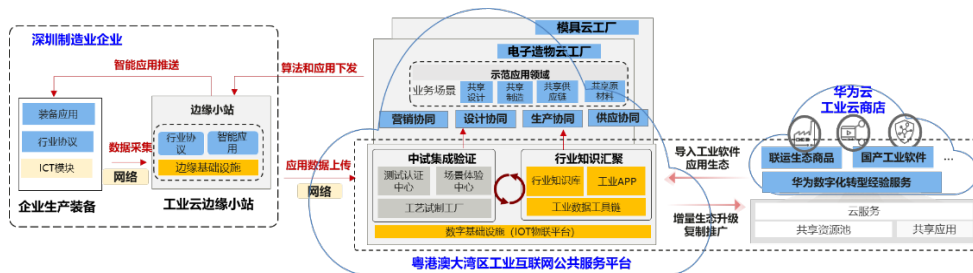 深圳制造业企业
智能应用推送
装备应用
行业协议
ICT模块
企业生产装备
数据采集
网络
边缘小站
行业协议
智能应用
边缘基础设施
工业云边缘小站
算法和应用下发
应用数据上传
网络
模具云工厂
电子造物云工厂
示范应用领域
业务场景
共享设计
共享制造
共享供应链
共享原材料
营销协同
设计协同
生产协同
供应协同
中试集成验证
测试认证中心
场景体验中心
工艺试制工厂
行业知识汇聚
行业知识库
工业APP
工业数据工具链
数字基础设施（IOT物联平台）
粤港澳大湾区工业互联网公共服务平台
导入工业软件
应用生态
增量生态升级
复制推广
华为云
工业云商店
联运生态商品
国产工业软件
...
华为数字化转型经验服务
云服务
共享资源池
共享应用